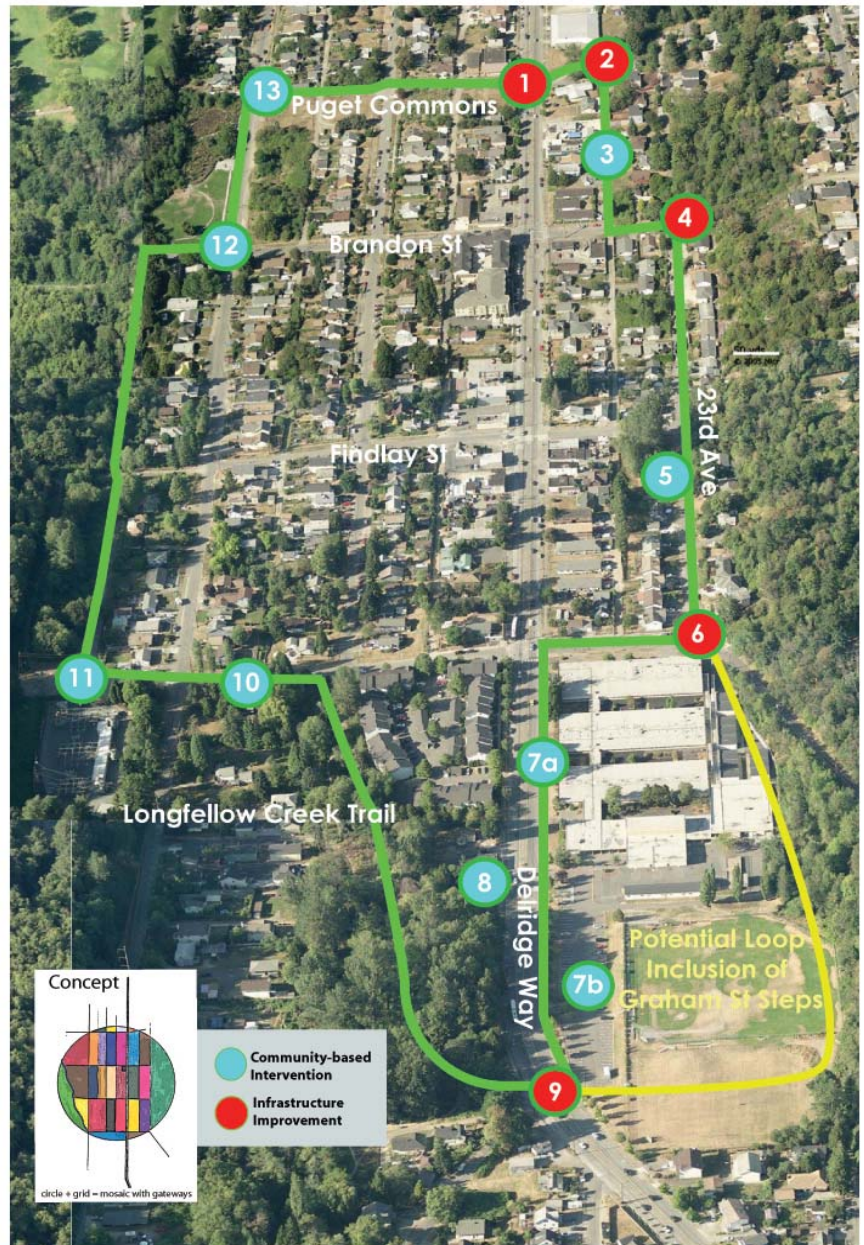 2
1
13
Puget Commons
3
4
12
Brandon St
23rd Ave
Findlay St
5
6
11
10
7a
Longfellow Creek Trail
8
Delridge Way
Potential Loop
Inclusion of
Graham St Steps
7b
9
Concept
circle + grid = mosaic with gateways
Community-based
Intervention
Infrastructure
Improvement